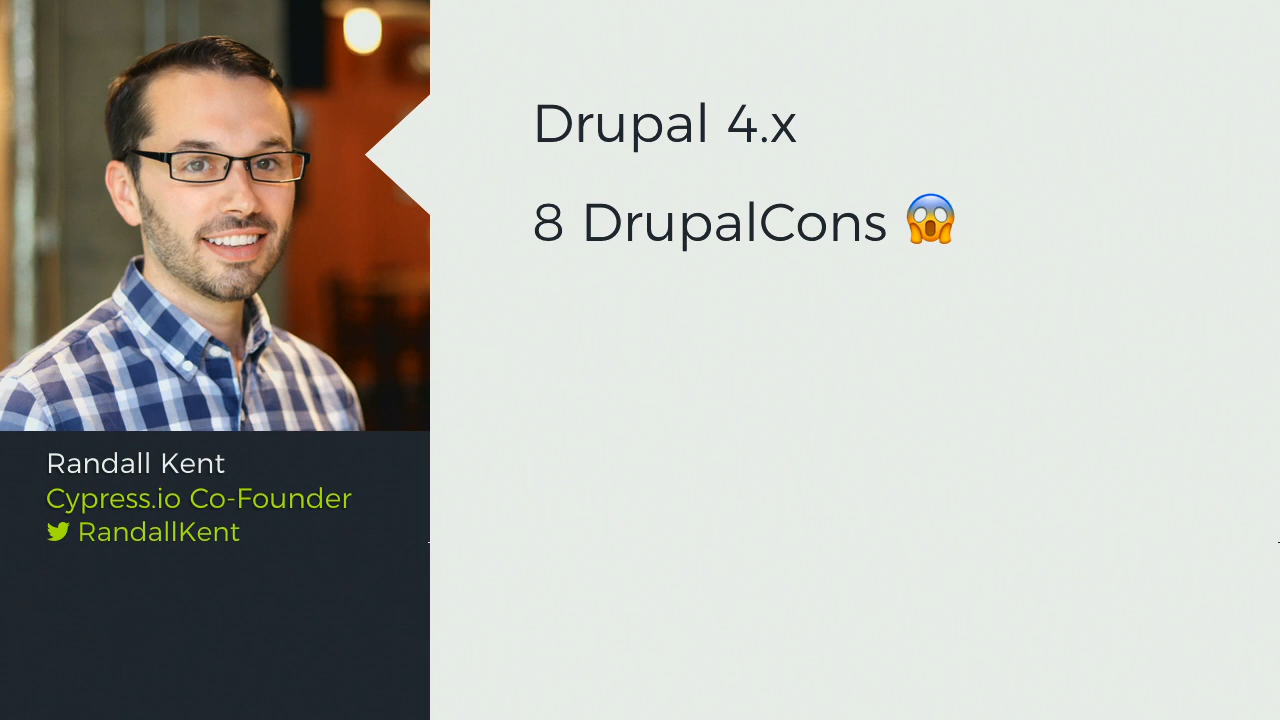 Drupal 4.x
8 DrupalCons 😱
Randall Kent
Cypress.io Co-Founder
RandallKent